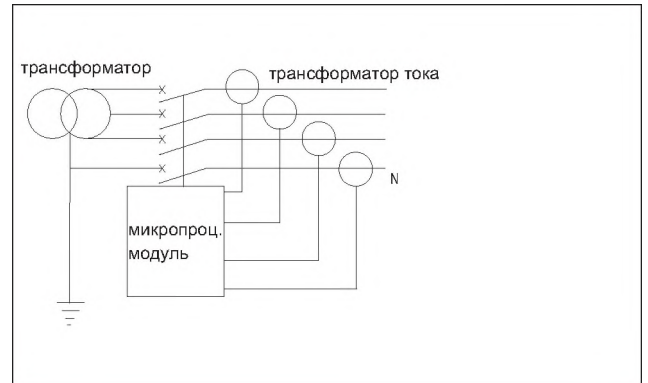 трансформатор
трансформатор тока
N
микропроц.
модуль